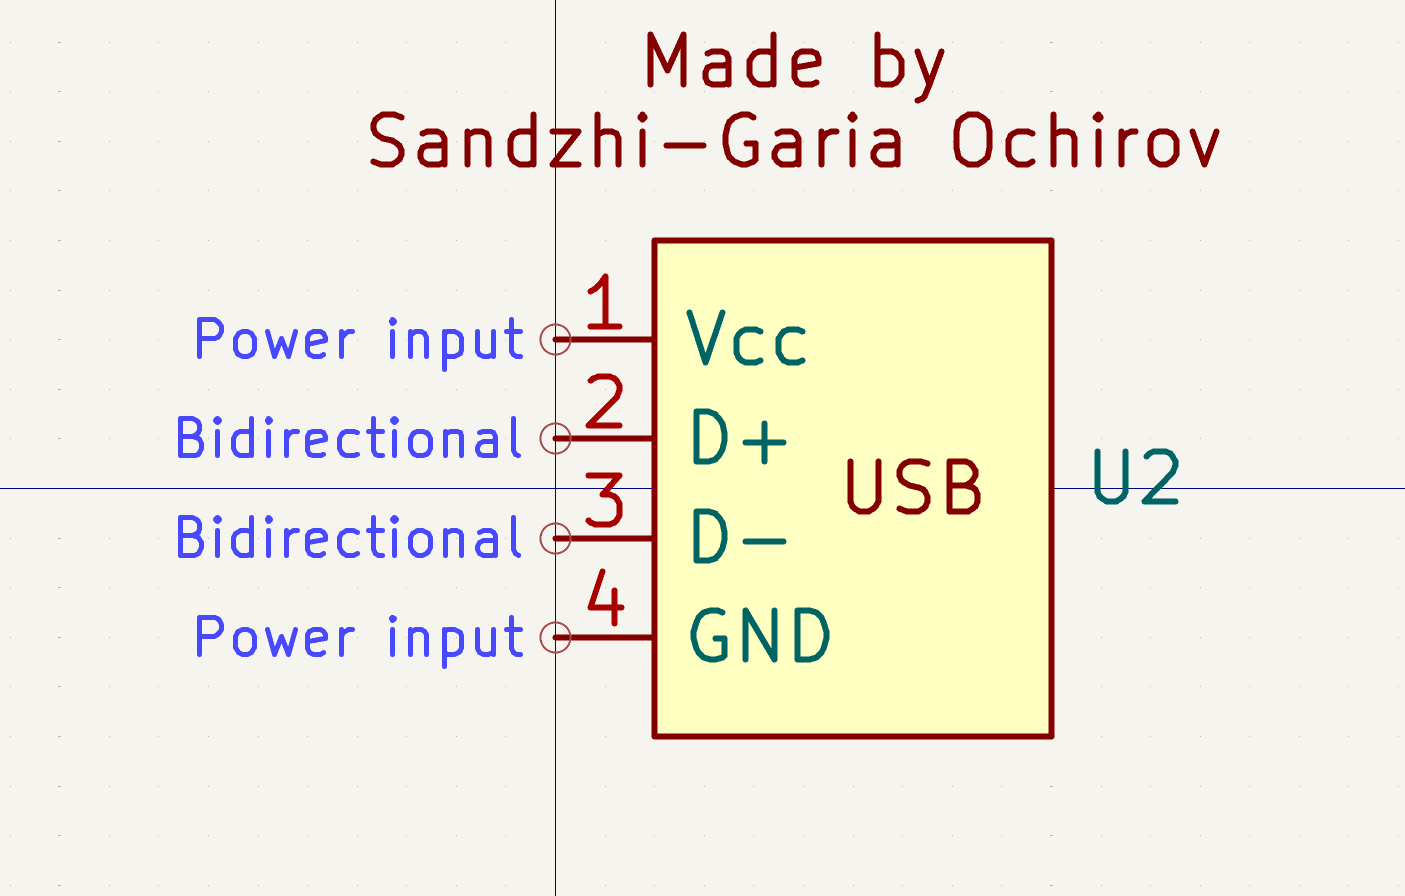 Made by
Sandzhi-Garia Ochirov
Power input 1 Vcc
Bidirectional 2 D+
USB U2
Bidirectional 3 D-
Power input 4 GND